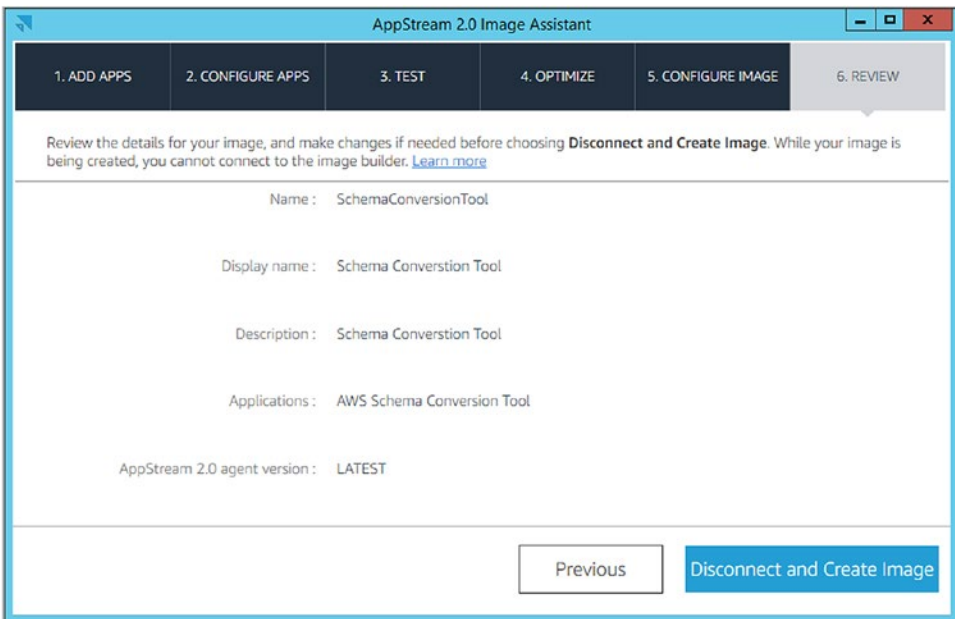 AppStream 2.0 Image Assistant
1. ADD APPS
2. CONFIGURE APPS
3. TEST
4. OPTIMIZE
5. CONFIGURE IMAGE
6. REVIEW
Review the details for your image, and make changes if needed before choosing Disconnect and Create Image. While your image is
being created, you cannot connect to the image builder. Learn more
Name : SchemaConversionTool
Display name : Schema Converstion Tool
Description : Schema Converstion Tool
Applications : AWS Schema Conversion Tool
AppStream 2.0 agent version : LATEST
Previous
Disconnect and Create Image